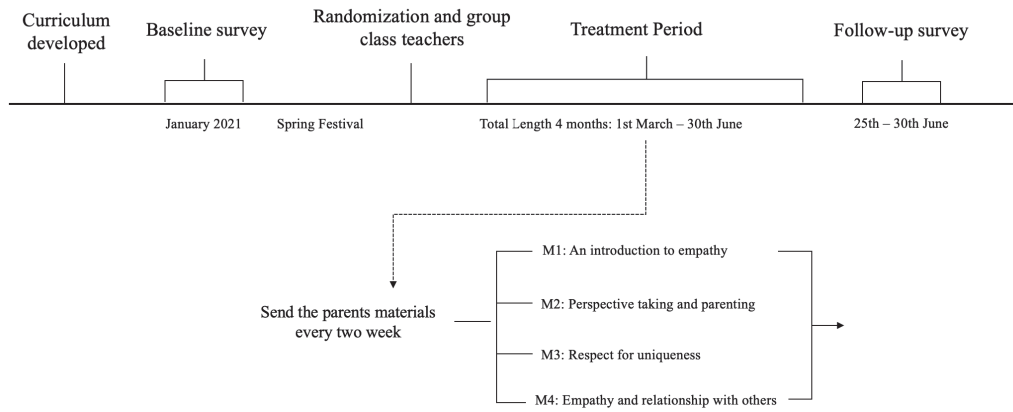 Curriculum
developed
Baseline survey
Randomization and group
class teachers
Treatment Period
Follow-up survey
January 2021
Spring Festival
Total Length 4 months: 1st March – 30th June
25th – 30th June
Send the parents materials
every two week
M1: An introduction to empathy
M2: Perspective taking and parenting
M3: Respect for uniqueness
M4: Empathy and relationship with others